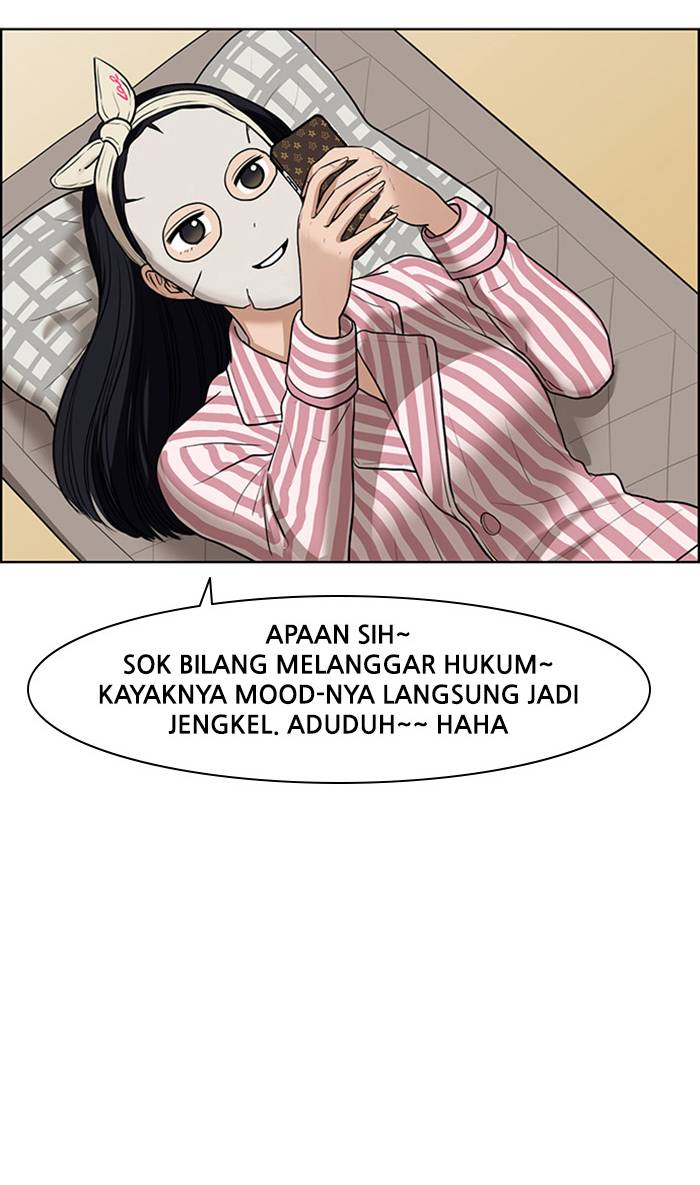 APAAN SIH~
SOK BILANG MELANGGAR HUKUM~
KAYAKNYA MOOD-NYA LANGSUNG JADI
JENGKEL. ADUDUH~~ HAHA